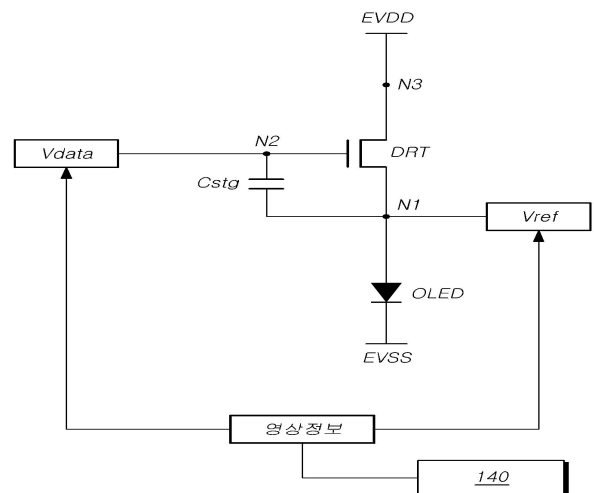 EVDD
N3
Vdata
N2
DRT
Cstg
N1
Vref
OLED
EVSS
영상정보
140